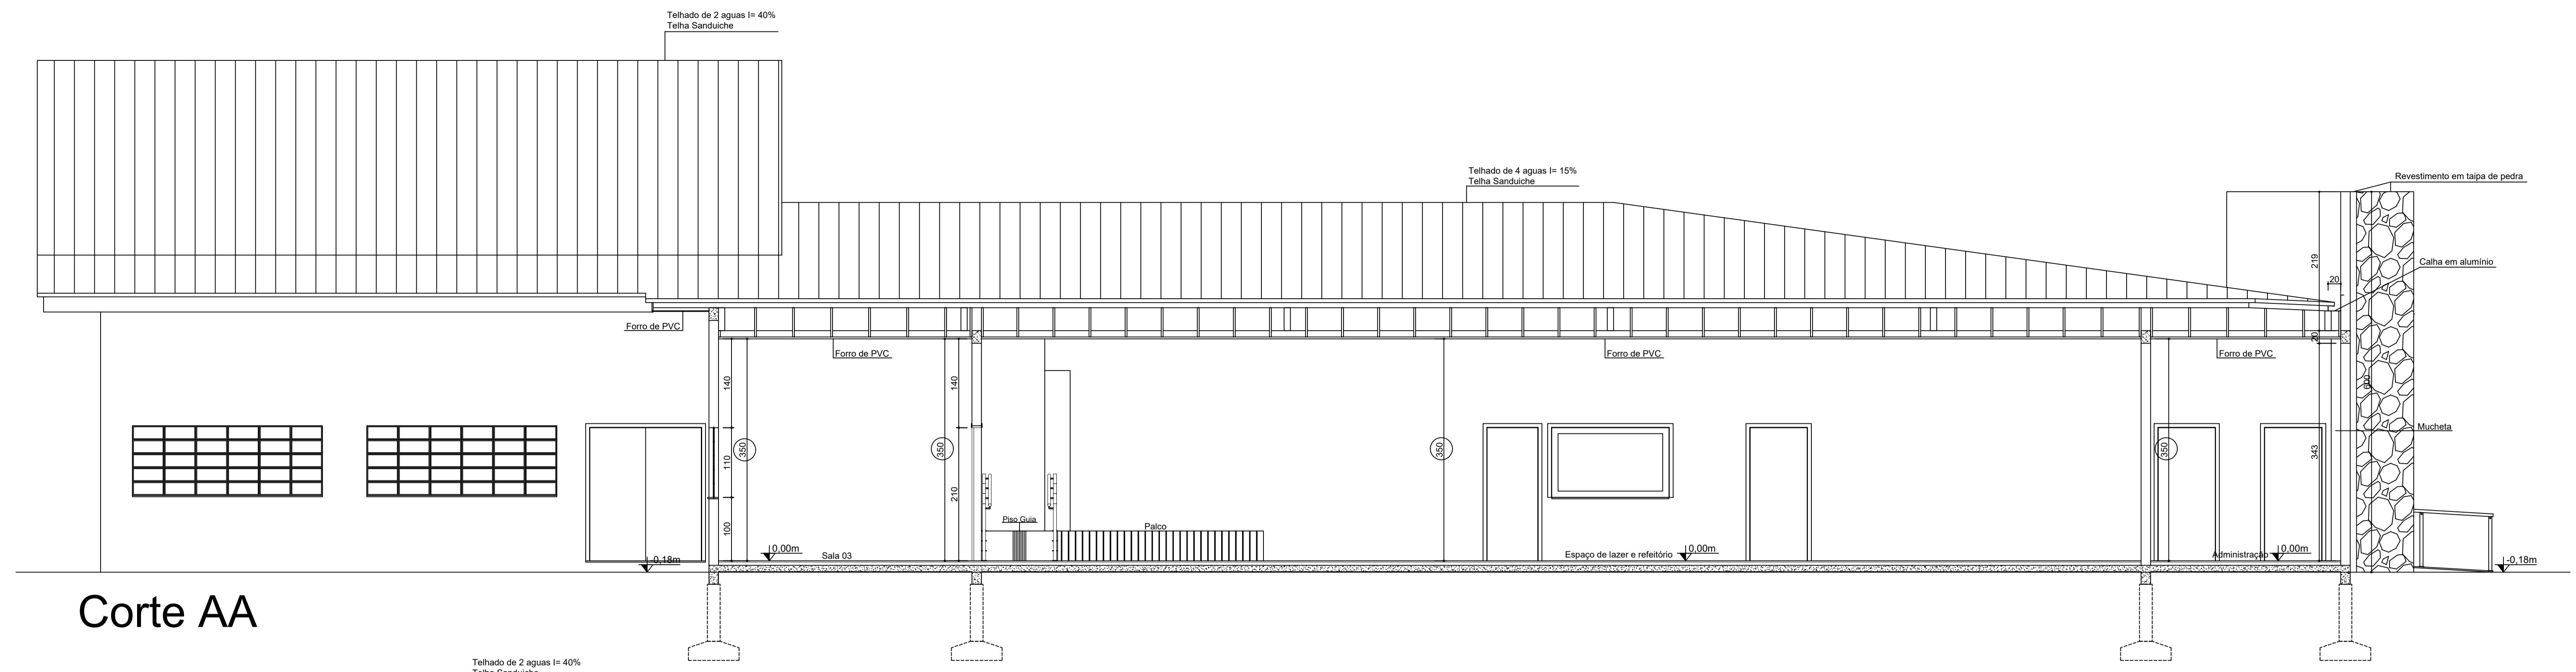 Telhado de 2 aguas I= 40%
Telha Sanduiche
Telhado de 4 aguas I= 15%
Telha Sanduiche
Revestimento em taipa de pedra
219
Calha em alumínio
20
Forro de PVC
20
Forro de PVC
Forro de PVC
Forro de PVC
140
140
600
Mucheta
350
350
350
350
343
110
210
100
Piso Guia
Palco
0,00m
Sala 03
Espaço de lazer e refeitório
0,00m
Administração
0,00m
-0,18m
-0,18m
Corte AA
Telhado de 2 aguas I= 40%
Telha Sanduiche